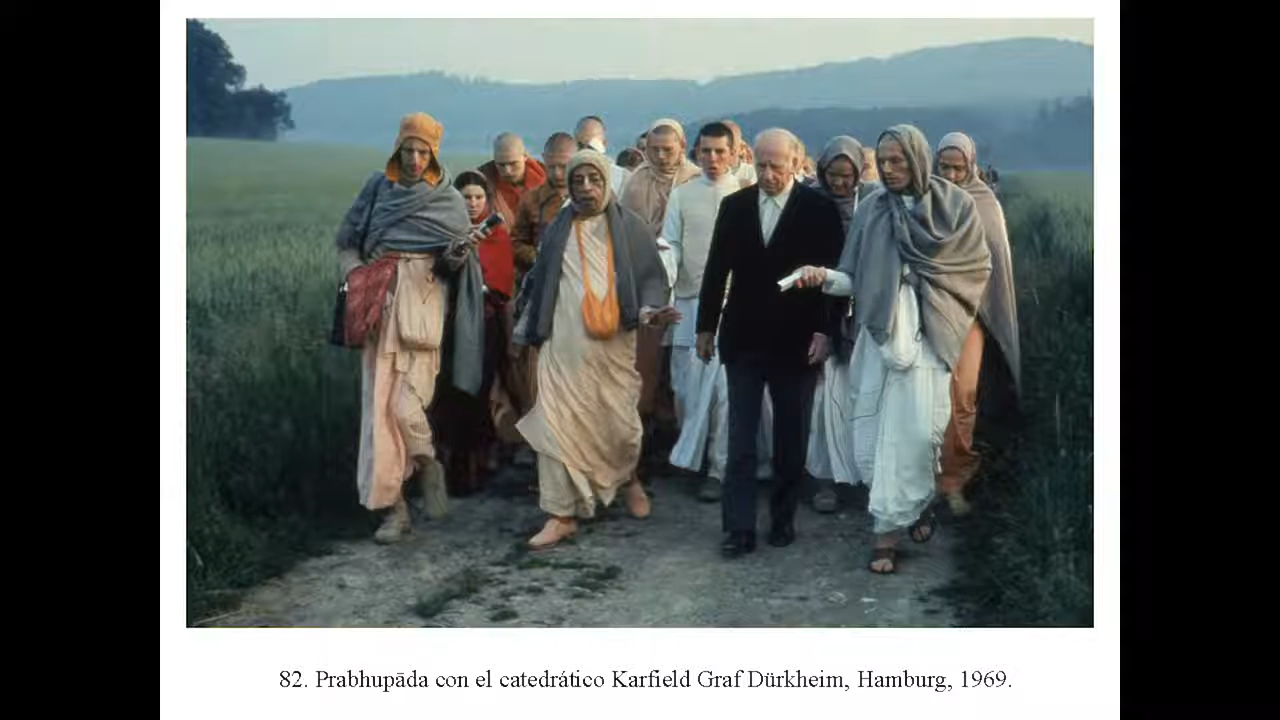 82. Prabhupāda con el catedrático Karfield Graf Dürkheim, Hamburg, 1969.